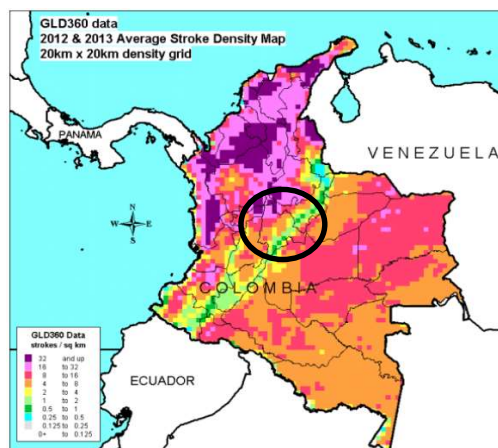 GLD360 data
2012 & 2013 Average Stroke Density Map
20km x 20km density grid
PANAMA
VENEZUELA
N
W E
S
COLOMBIA
GLD360 Data
strokes / sq km
32 and up
16 to 32
8 to 16
4 to 8
2 to 4
1 to 2
0.5 to 1
0.25 to 0.5
0.125 to 0.25
0+ to 0.125
ECUADOR
BRAZIL